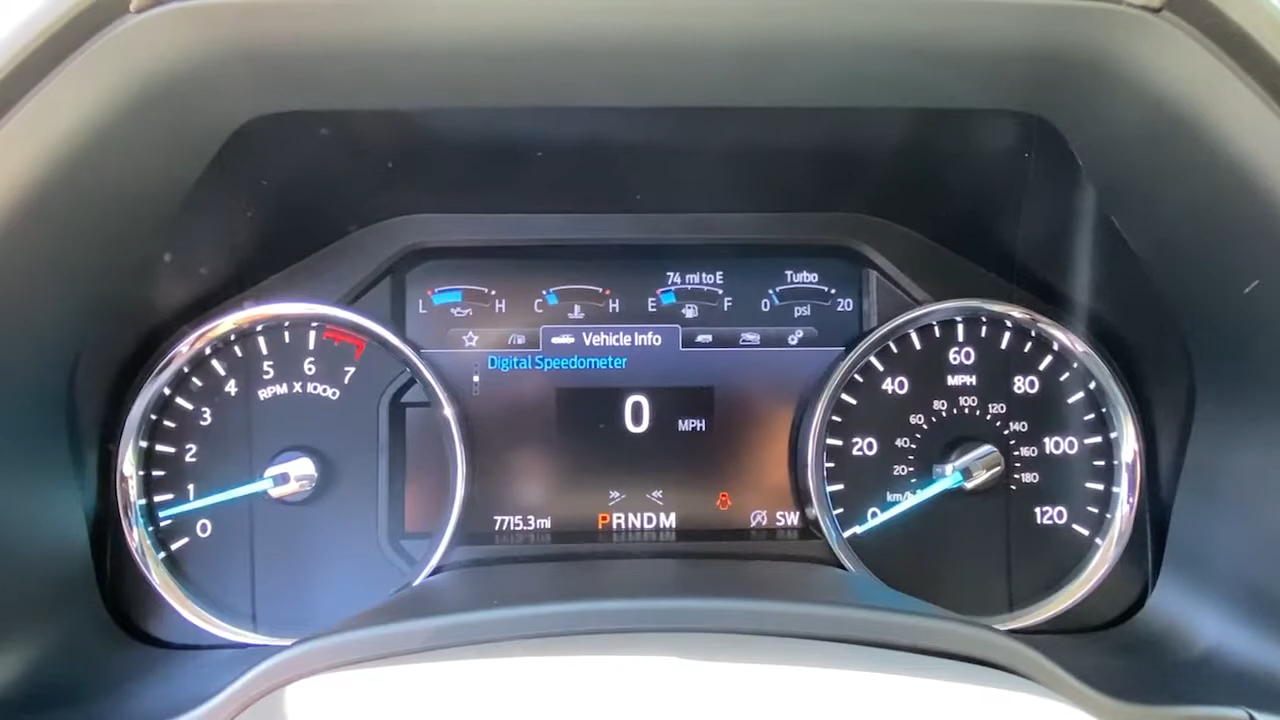 74 mi to E
Turbo
L H
C H
E F
0 20
psi
Vehicle Info
Digital Speedometer
0 MPH
7715.3 mi
PRNDM
SW
0
1
2
3
4
5
6
7
RPM X 1000
0
20
40
60
80
100
120
MPH
km/h
20
40
60
80
100
120
140
160
180